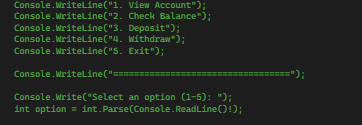 Console.WriteLine("1. View Account");
Console.WriteLine("2. Check Balance");
Console.WriteLine("3. Deposit");
Console.WriteLine("4. Withdraw");
Console.WriteLine("5. Exit");
Console.WriteLine("==================================");
Console.Write("Select an option (1-5): ");
int option = int.Parse(Console.ReadLine()!);